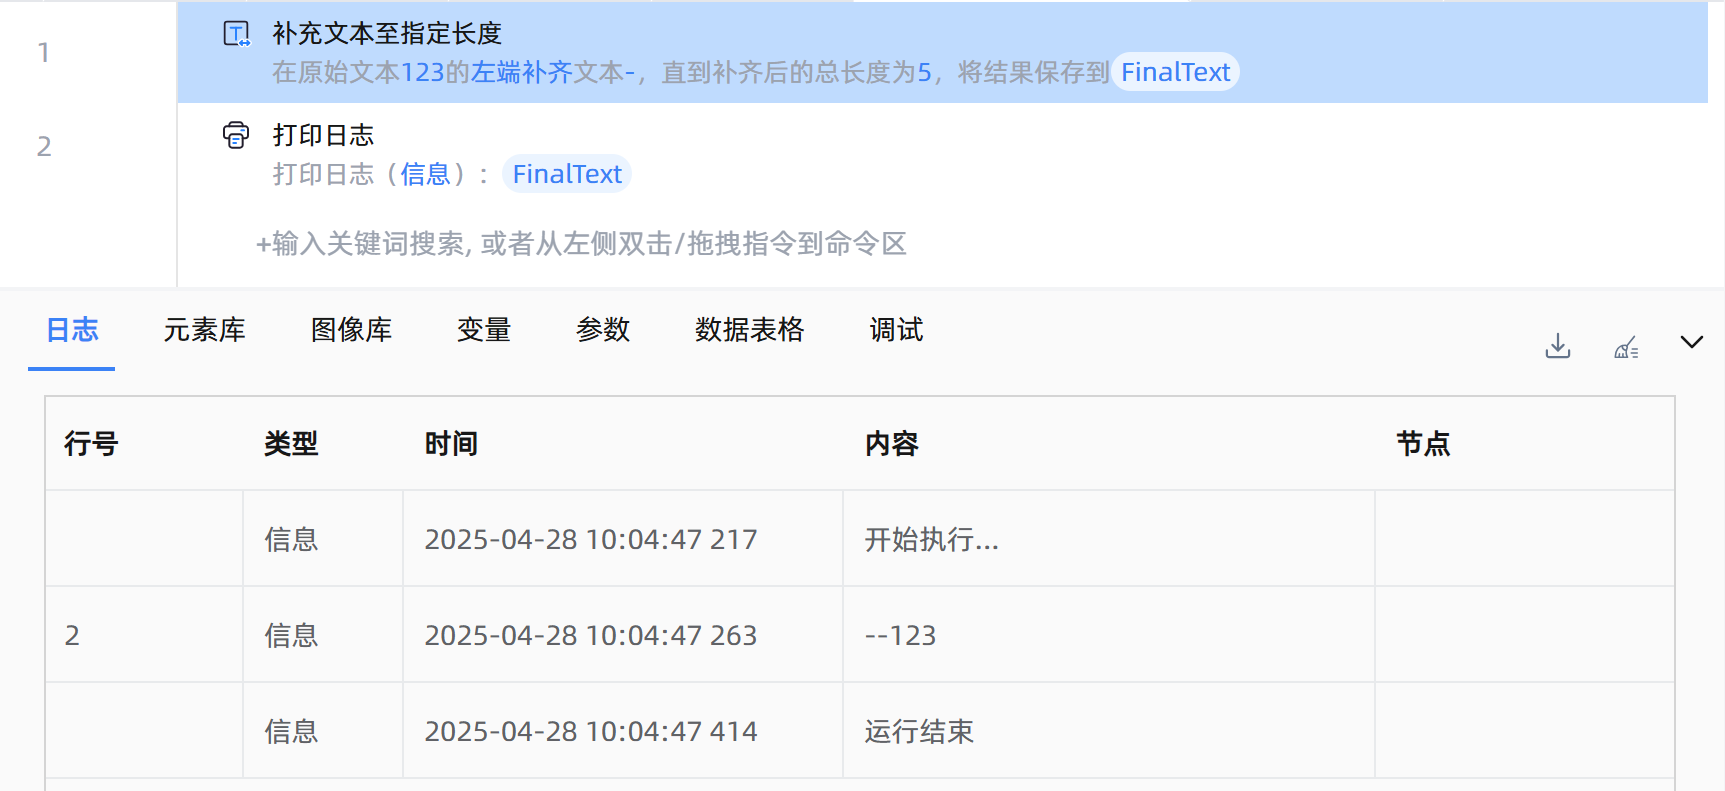 1
补充文本至指定长度
在原始文本123的左端补齐文本-，直到补齐后的总长度为5，将结果保存到 FinalText
2
打印日志
打印日志（信息）： FinalText
+输入关键词搜索, 或者从左侧双击/拖拽指令到命令区
日志 元素库 图像库 变量 参数 数据表格 调试
行号 类型 时间 内容 节点
信息 2025-04-28 10:04:47 217 开始执行...
2 信息 2025-04-28 10:04:47 263 --123
信息 2025-04-28 10:04:47 414 运行结束